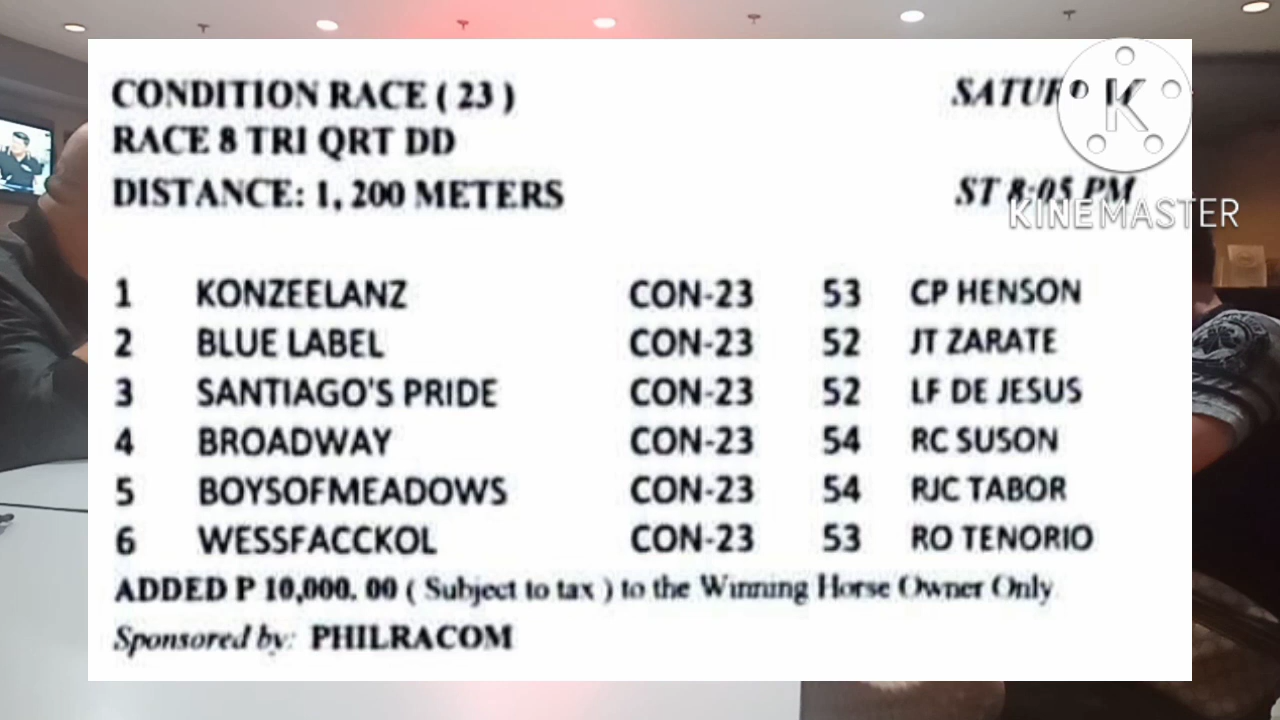 CONDITION RACE ( 23 )
RACE 8 TRI QRT DD
DISTANCE: 1, 200 METERS
ST 8:05 PM
K
KINEMASTER
1 KONZEELANZ CON-23 53 CP HENSON
2 BLUE LABEL CON-23 52 JT ZARATE
3 SANTIAGO'S PRIDE CON-23 52 LF DE JESUS
4 BROADWAY CON-23 54 RC SUSON
5 BOYSOFMEADOWS CON-23 54 RJC TABOR
6 WESSFACCKOL CON-23 53 RO TENORIO
ADDED P 10,000. 00 ( Subject to tax ) to the Winning Horse Owner Only
Sponsored by: PHILRACOM